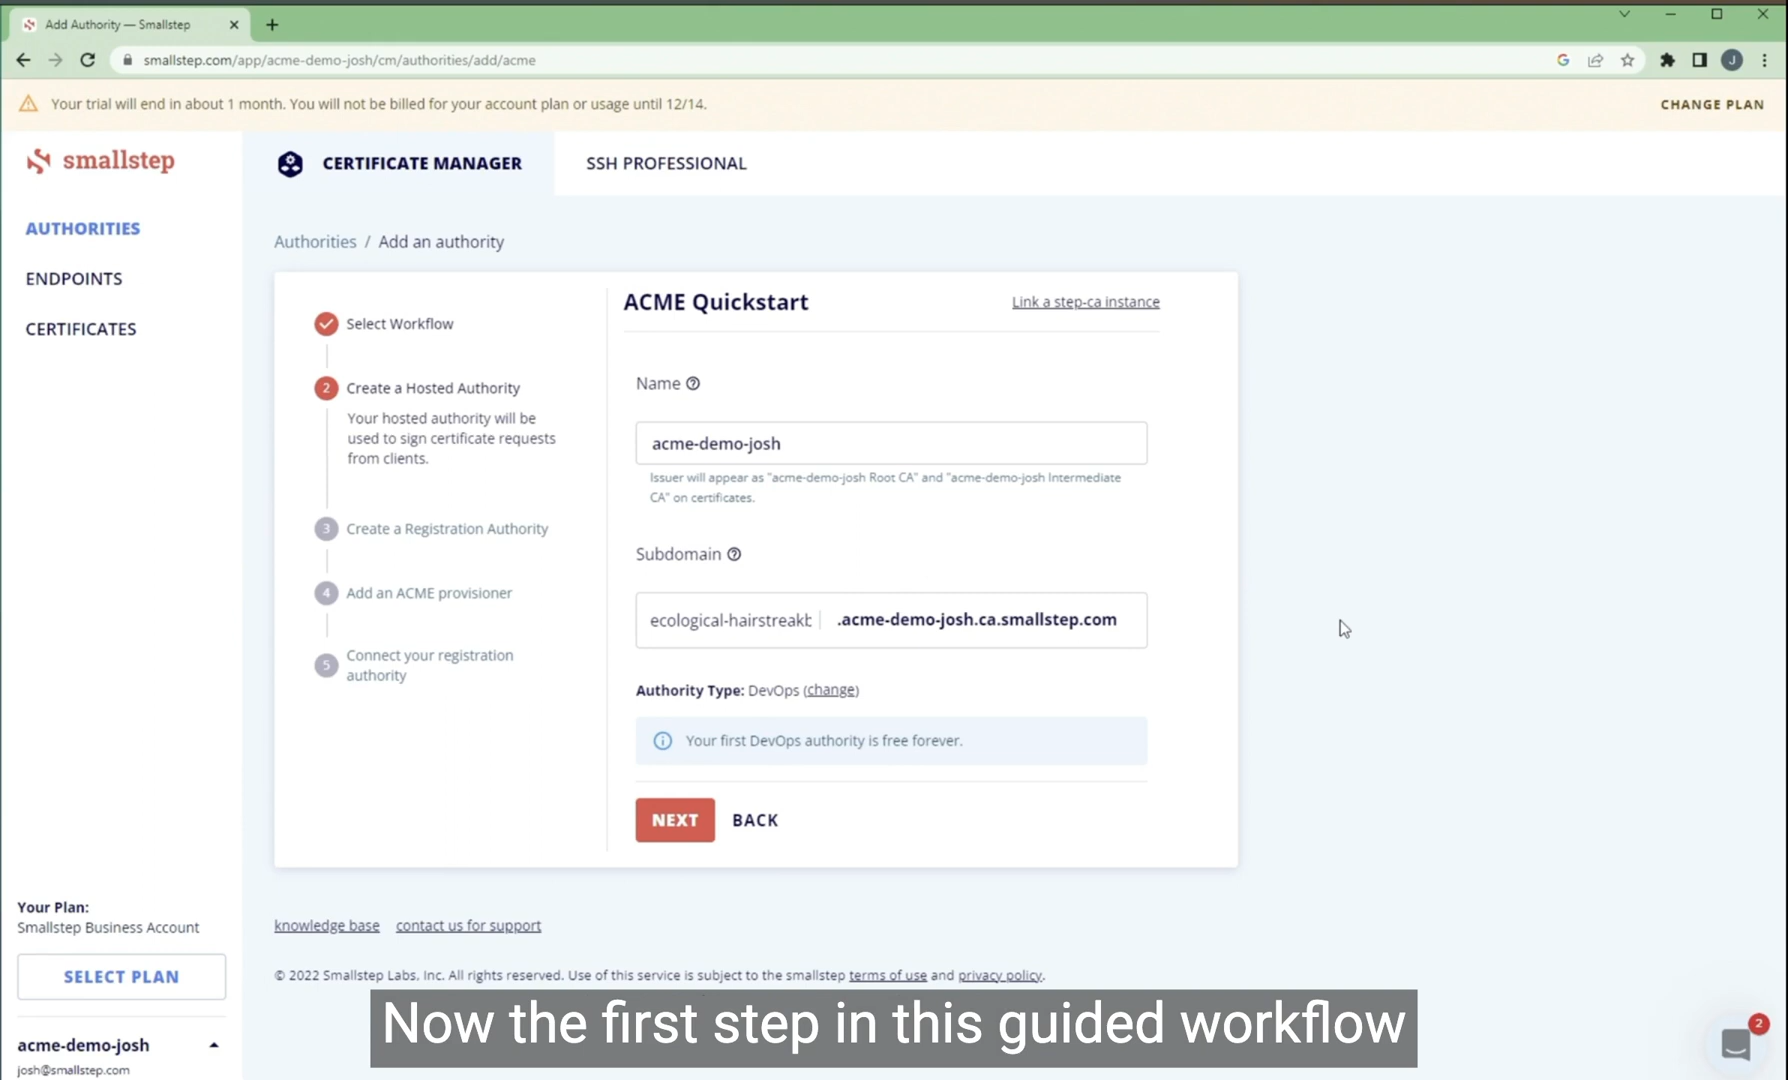 Add Authority — Smallstep
smallstep.com/app/acme-demo-josh/cm/authorities/add/acme
J
Your trial will end in about 1 month. You will not be billed for your account plan or usage until 12/14.
CHANGE PLAN
smallstep
CERTIFICATE MANAGER
SSH PROFESSIONAL
AUTHORITIES
ENDPOINTS
CERTIFICATES
Authorities / Add an authority
Select Workflow
2 Create a Hosted Authority
Your hosted authority will be
used to sign certificate requests
from clients.
3 Create a Registration Authority
4 Add an ACME provisioner
5 Connect your registration
authority
ACME Quickstart
Link a step-ca instance
Name
acme-demo-josh
Issuer will appear as "acme-demo-josh Root CA" and "acme-demo-josh Intermediate
CA" on certificates.
Subdomain
ecological-hairstreakb .acme-demo-josh.ca.smallstep.com
Authority Type: DevOps (change)
Your first DevOps authority is free forever.
NEXT BACK
Your Plan:
Smallstep Business Account
SELECT PLAN
acme-demo-josh
josh@smallstep.com
knowledge base contact us for support
© 2022 Smallstep Labs, Inc. All rights reserved. Use of this service is subject to the smallstep terms of use and privacy policy.
Now the first step in this guided workflow
2